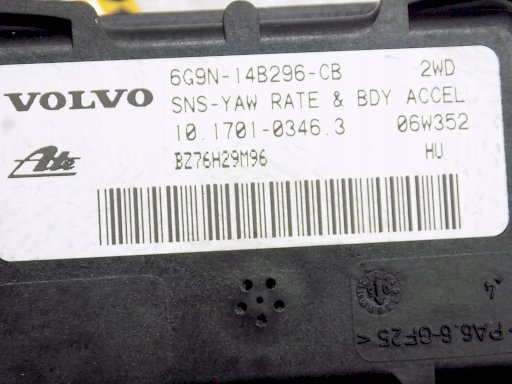 6G9N-14B296-CB 2WD
VOLVO SNS-YAW RATE & BDY ACCEL
10.1701-0346.3 06W352
Ate BZ76H29M96 HU
.4
PA6.6-GF25<